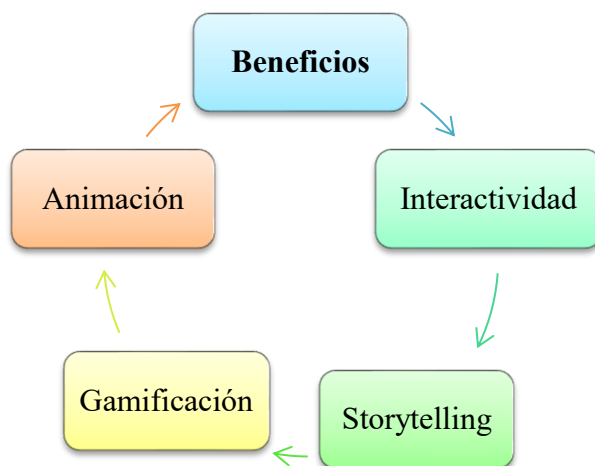 Beneficios
Interactividad
Storytelling
Gamificación
Animación